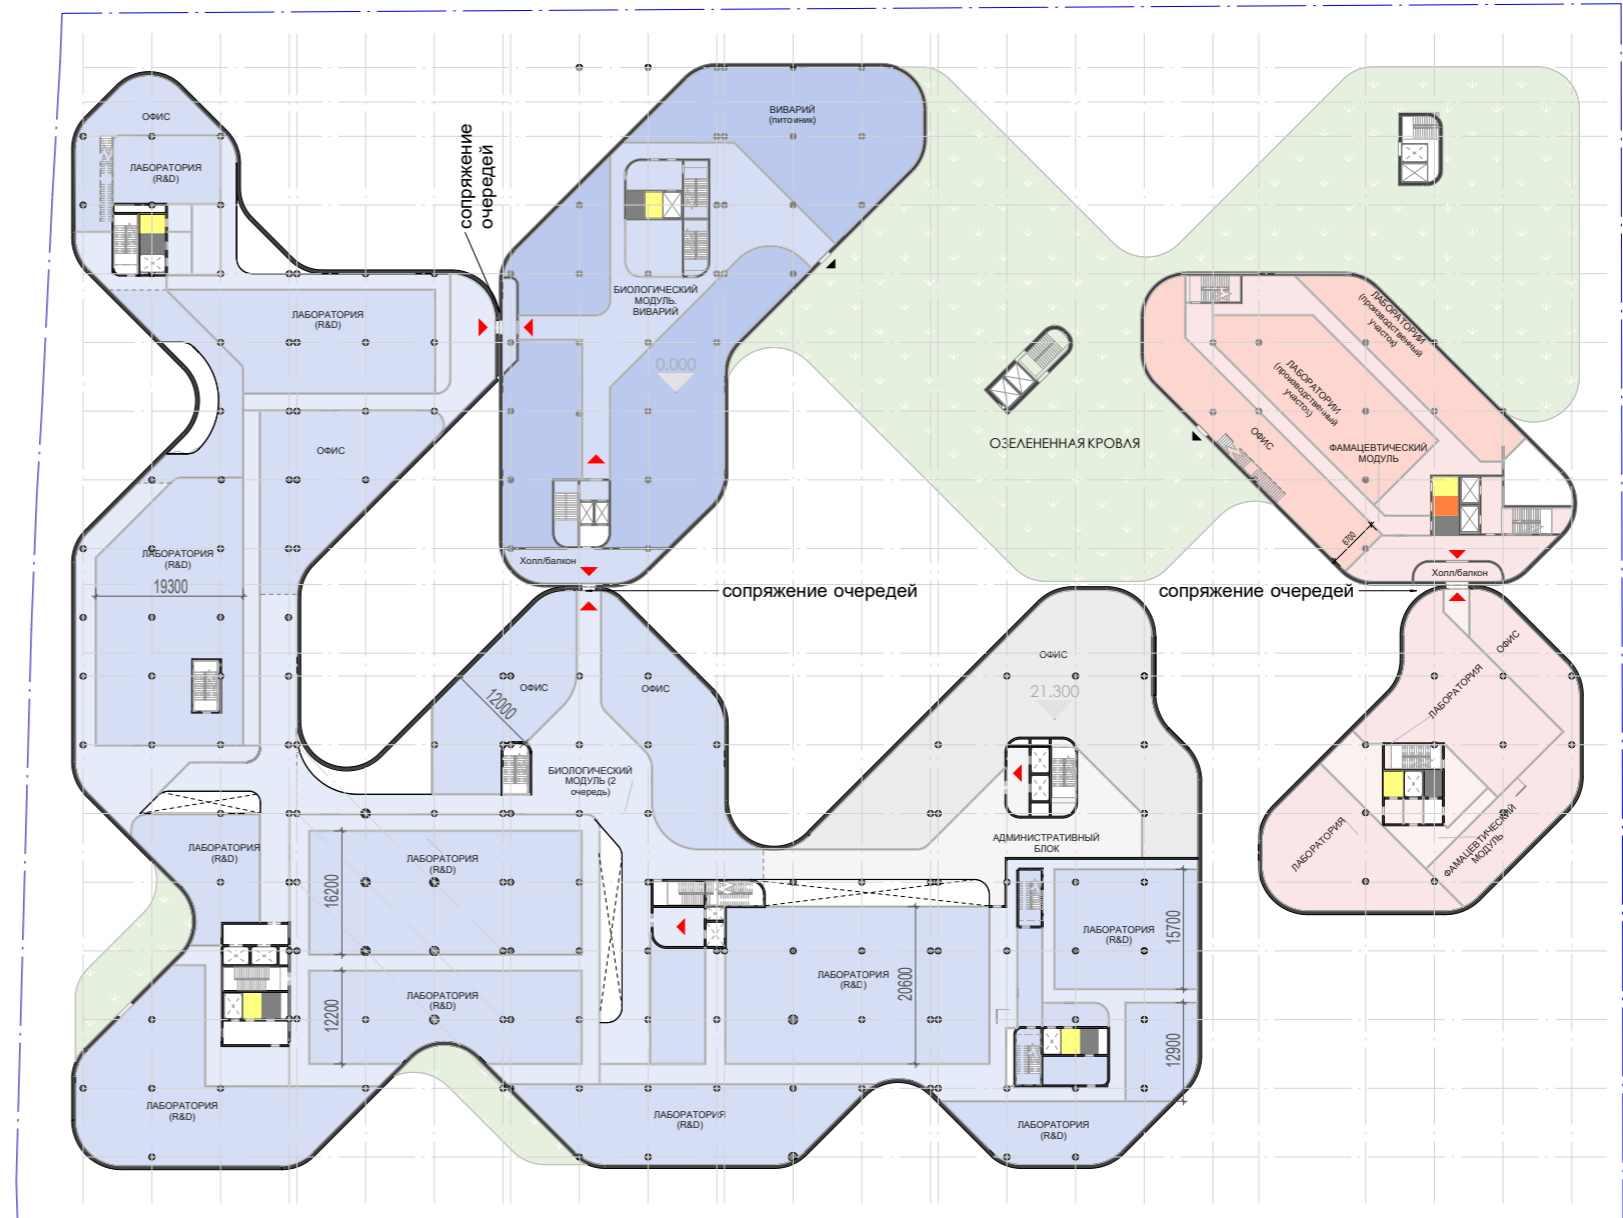 ОФИС
ЛАБОРАТОРИЯ
(R&D)
сопряжение
очередей
ВИВАРИЙ
(питомник)
БИОЛОГИЧЕСКИЙ
МОДУЛЬ.
ВИВАРИЙ
0.000
ЛАБОРАТОРИЯ
(R&D)
ОФИС
ЛАБОРАТОРИЯ
(R&D)
19300
Холл/балкон
сопряжение очередей
ОЗЕЛЕНЕННАЯ КРОВЛЯ
ЛАБОРАТОРИИ
(производственный
участок)
ЛАБОРАТОРИИ
(производственный
участок)
ОФИС
ФАМАЦЕВТИЧЕСКИЙ
МОДУЛЬ
6700
Холл/балкон
сопряжение очередей
ОФИС
ЛАБОРАТОРИЯ
ЛАБОРАТОРИЯ
ФАМАЦЕВТИЧЕСКИЙ
МОДУЛЬ
ОФИС
12000
ОФИС
БИОЛОГИЧЕСКИЙ
МОДУЛЬ (2
очередь)
ОФИС
21.300
АДМИНИСТРАТИВНЫЙ
БЛОК
ЛАБОРАТОРИЯ
(R&D)
ЛАБОРАТОРИЯ
(R&D)
16200
ЛАБОРАТОРИЯ
(R&D)
12200
ЛАБОРАТОРИЯ
(R&D)
20600
ЛАБОРАТОРИЯ
(R&D)
15700
12900
ЛАБОРАТОРИЯ
(R&D)
ЛАБОРАТОРИЯ
(R&D)
ЛАБОРАТОРИЯ
(R&D)